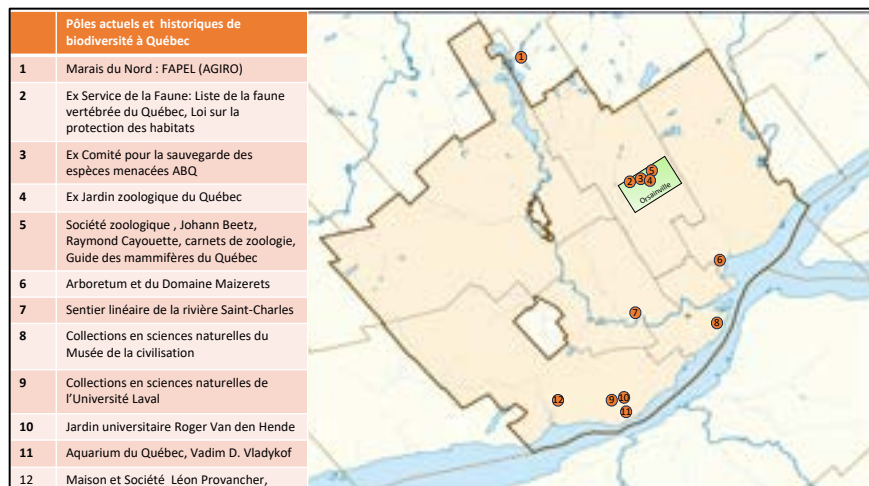 Pôles actuels et historiques de
biodiversité à Québec
1 Marais du Nord : FAPEL (AGIRO)
2 Ex Service de la Faune: Liste de la faune
vertébrée du Québec, Loi sur la
protection des habitats
3 Ex Comité pour la sauvegarde des
espèces menacées ABQ
4 Ex Jardin zoologique du Québec
5 Société zoologique , Johann Beetz,
Raymond Cayouette, carnets de zoologie,
Guide des mammifères du Québec
6 Arboretum et du Domaine Maizerets
7 Sentier linéaire de la rivière Saint-Charles
8 Collections en sciences naturelles du
Musée de la civilisation
9 Collections en sciences naturelles de
l'Université Laval
10 Jardin universitaire Roger Van den Hende
11 Aquarium du Québec, Vadim D. Vladykof
12 Maison et Société Léon Provancher,
1
5
2 3 4
Orsainville
6
7
8
12 9 10
11